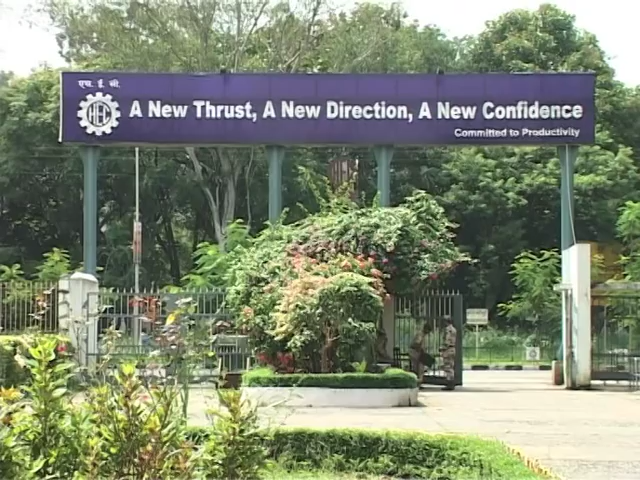 एच. ई. सी.
HEC
A New Thrust, A New Direction, A New Confidence
Committed to Productivity